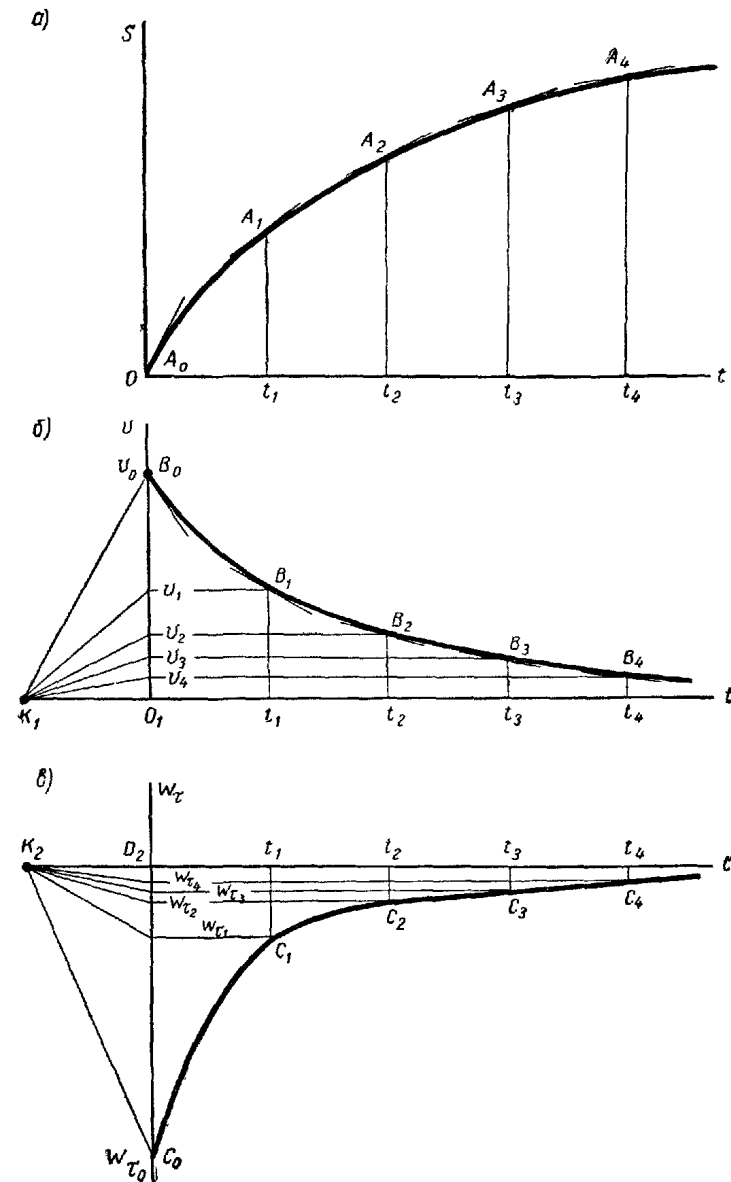 а)
S
A₄
A₃
A₂
A₁
A₀
0 t₁ t₂ t₃ t₄ t
б)
υ
υ₀ B₀
υ₁ B₁
υ₂ B₂
υ₃ B₃
υ₄ B₄
K₁ O₁ t₁ t₂ t₃ t₄ t
в)
Wτ
K₂ O₂ t₁ t₂ t₃ t₄ t
Wτ₄
Wτ₃
Wτ₂ C₂ C₃ C₄
Wτ₁ C₁
Wτ₀ C₀